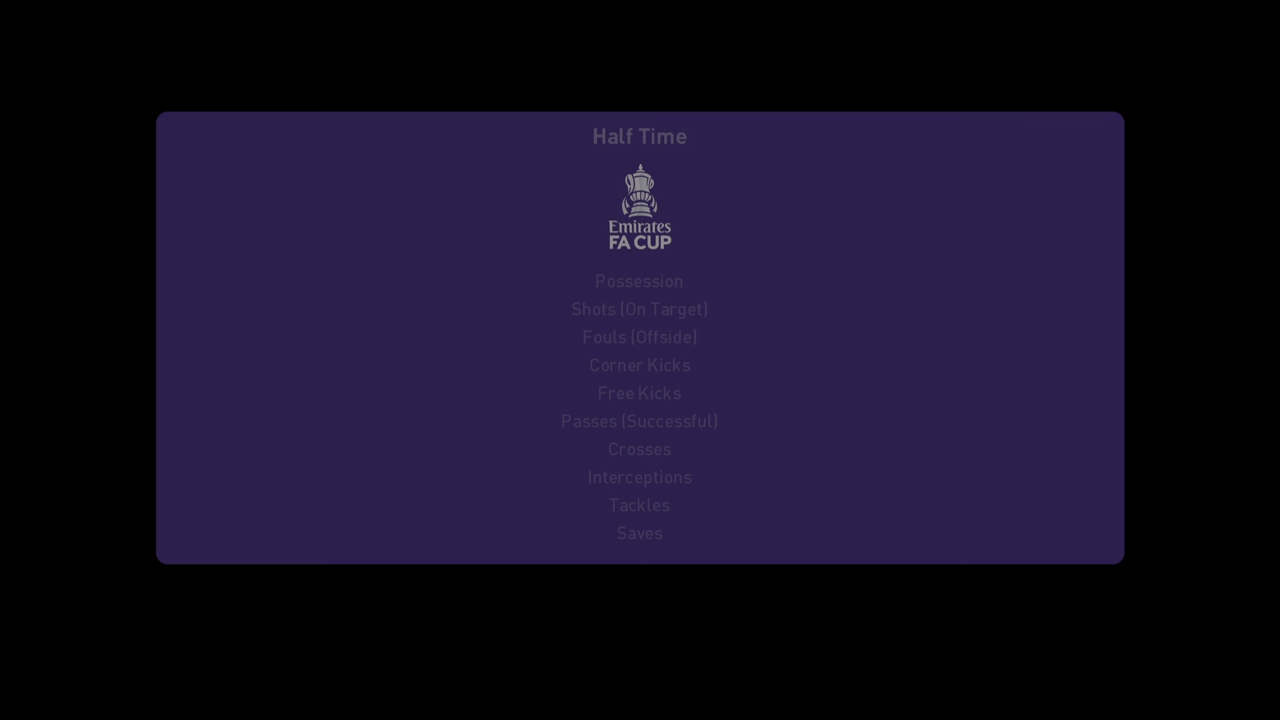 Half Time
Emirates
FA CUP
Possession
Shots (On Target)
Fouls (Offside)
Corner Kicks
Free Kicks
Passes (Successful)
Crosses
Interceptions
Tackles
Saves